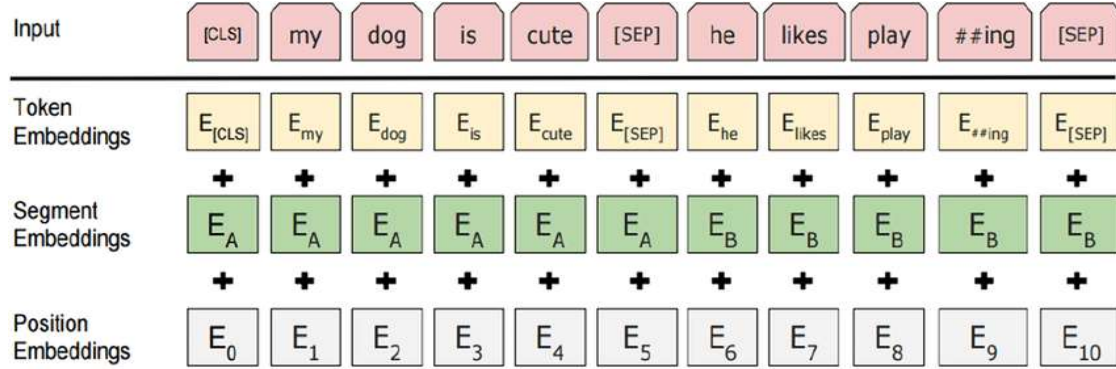 Input [CLS] my dog is cute [SEP] he likes play ##ing [SEP]
Token
Embeddings
E[CLS] Emy Edog Eis Ecute E[SEP] Ehe Elikes Eplay E##ing E[SEP]
+ + + + + + + + + + +
Segment
Embeddings
EA EA EA EA EA EA EB EB EB EB EB
+ + + + + + + + + + +
Position
Embeddings
E0 E1 E2 E3 E4 E5 E6 E7 E8 E9 E10